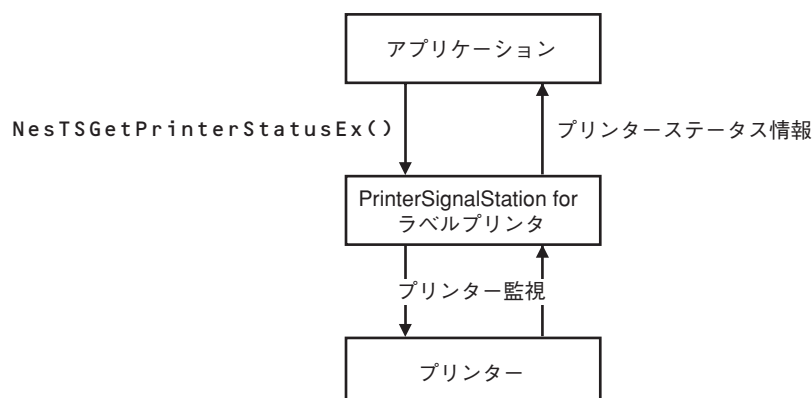 アプリケーション
NesTSGetPrinterStatusEx()
プリンターステータス情報
PrinterSignalStation for
ラベルプリンタ
プリンター監視
プリンター